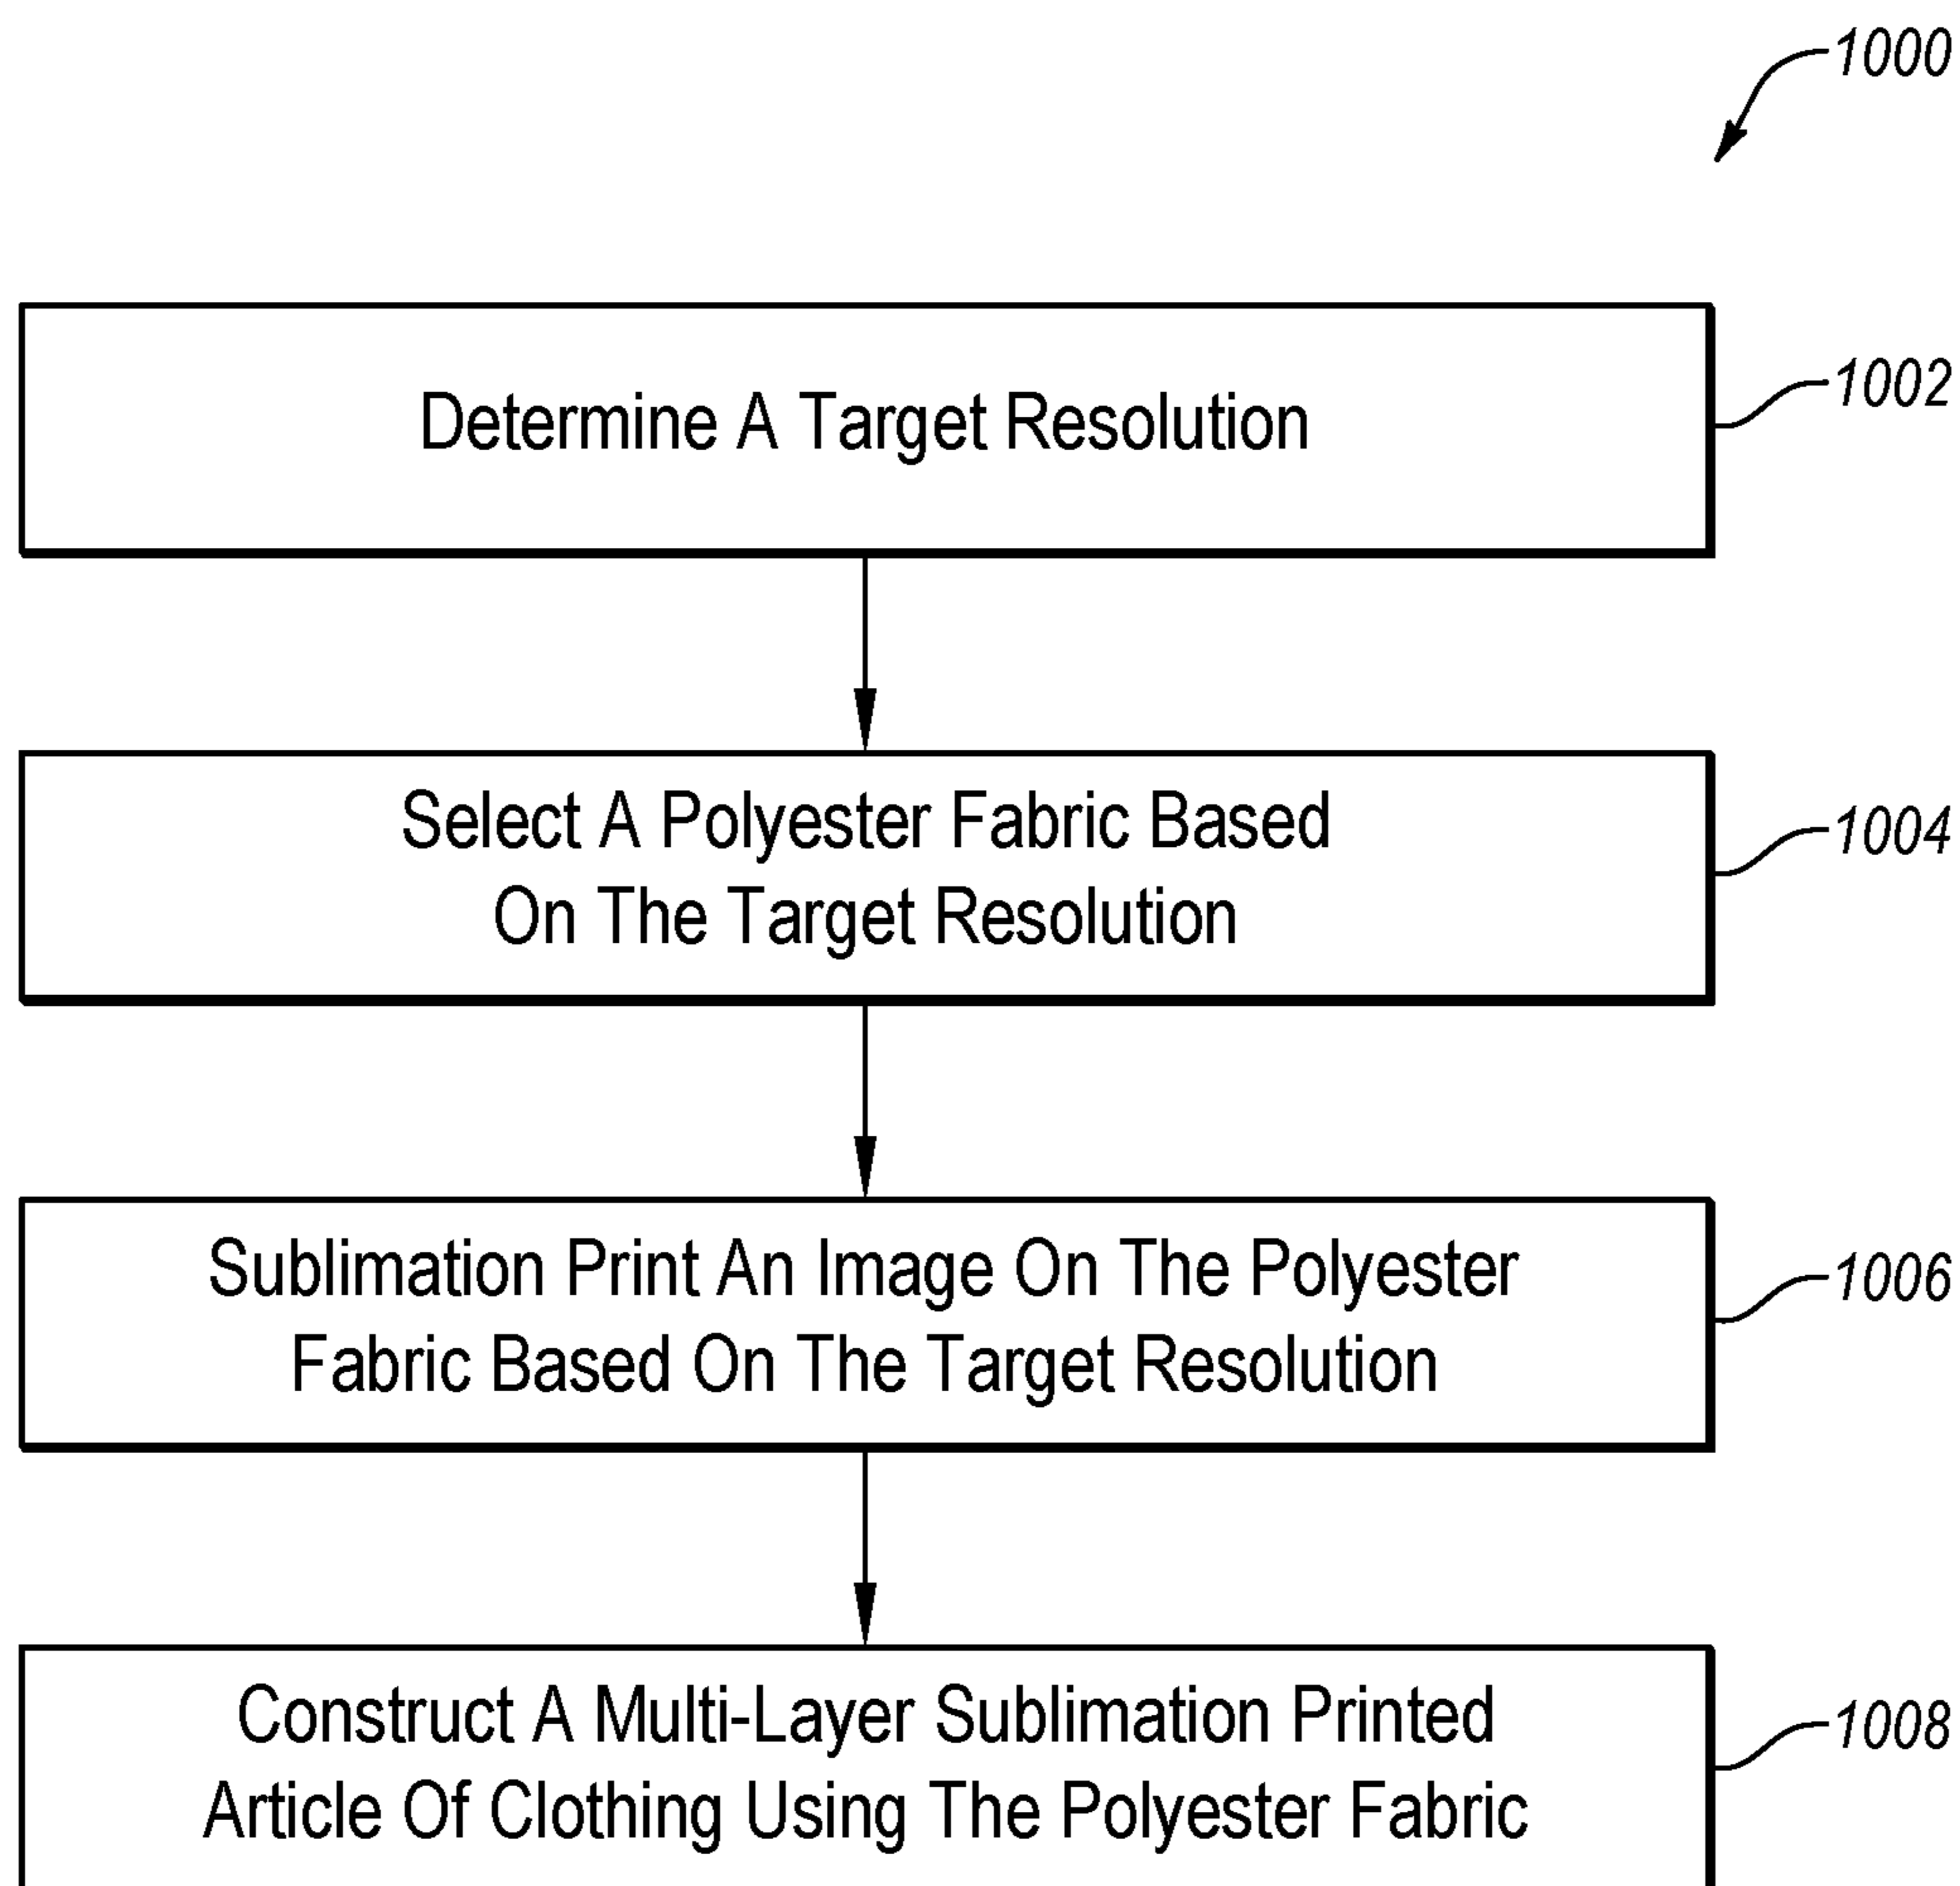 1000
Determine A Target Resolution
1002
Select A Polyester Fabric Based
On The Target Resolution
1004
Sublimation Print An Image On The Polyester
Fabric Based On The Target Resolution
1006
Construct A Multi-Layer Sublimation Printed
Article Of Clothing Using The Polyester Fabric
1008